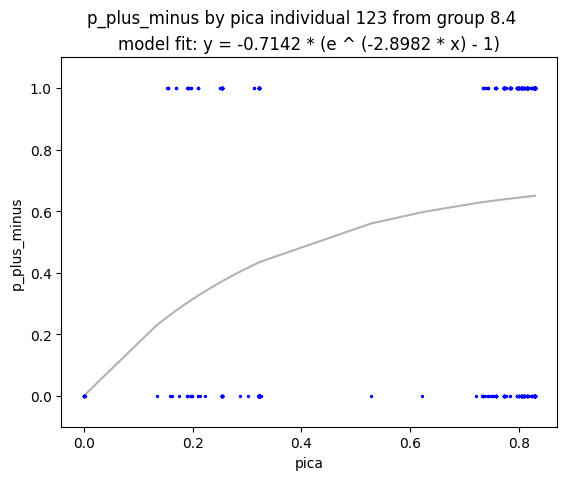 p_plus_minus by pica individual 123 from group 8.4
model fit: y = -0.7142 * (e ^ (-2.8982 * x) - 1)
1.0
0.8
0.6
0.4
0.2
0.0
p_plus_minus
0.0 0.2 0.4 0.6 0.8
pica